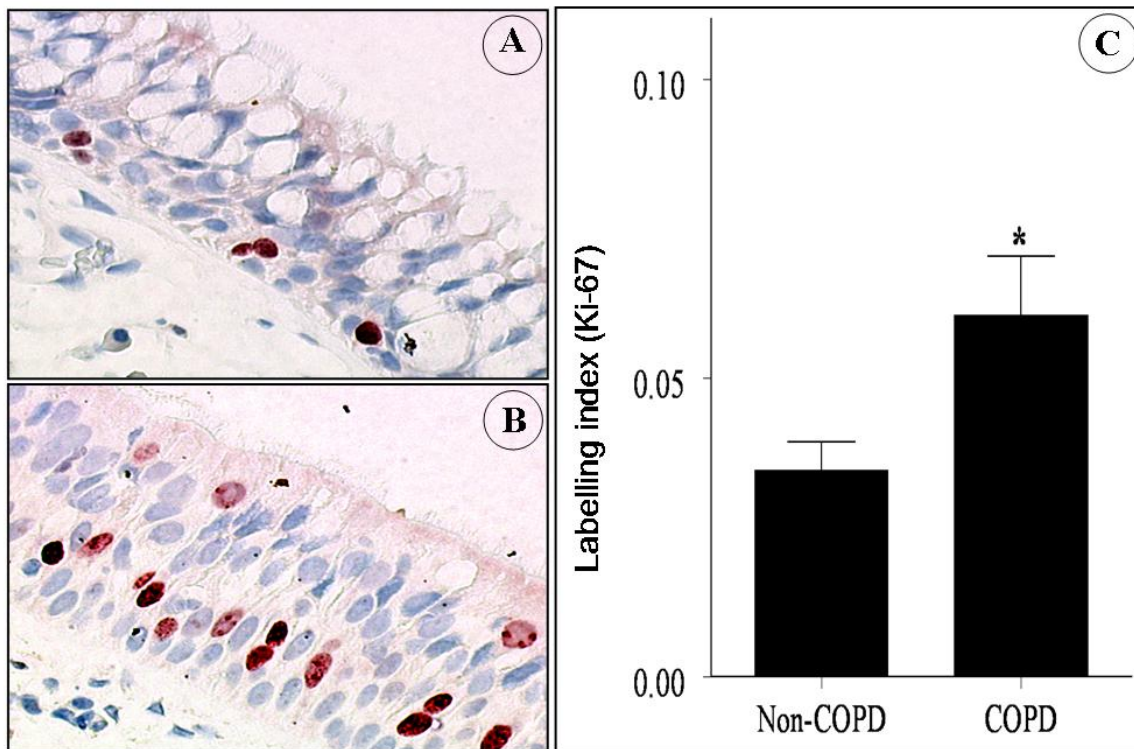 A
B
C
Labelling index (Ki-67)
0.10
0.05
0.00
*
Non-COPD
COPD